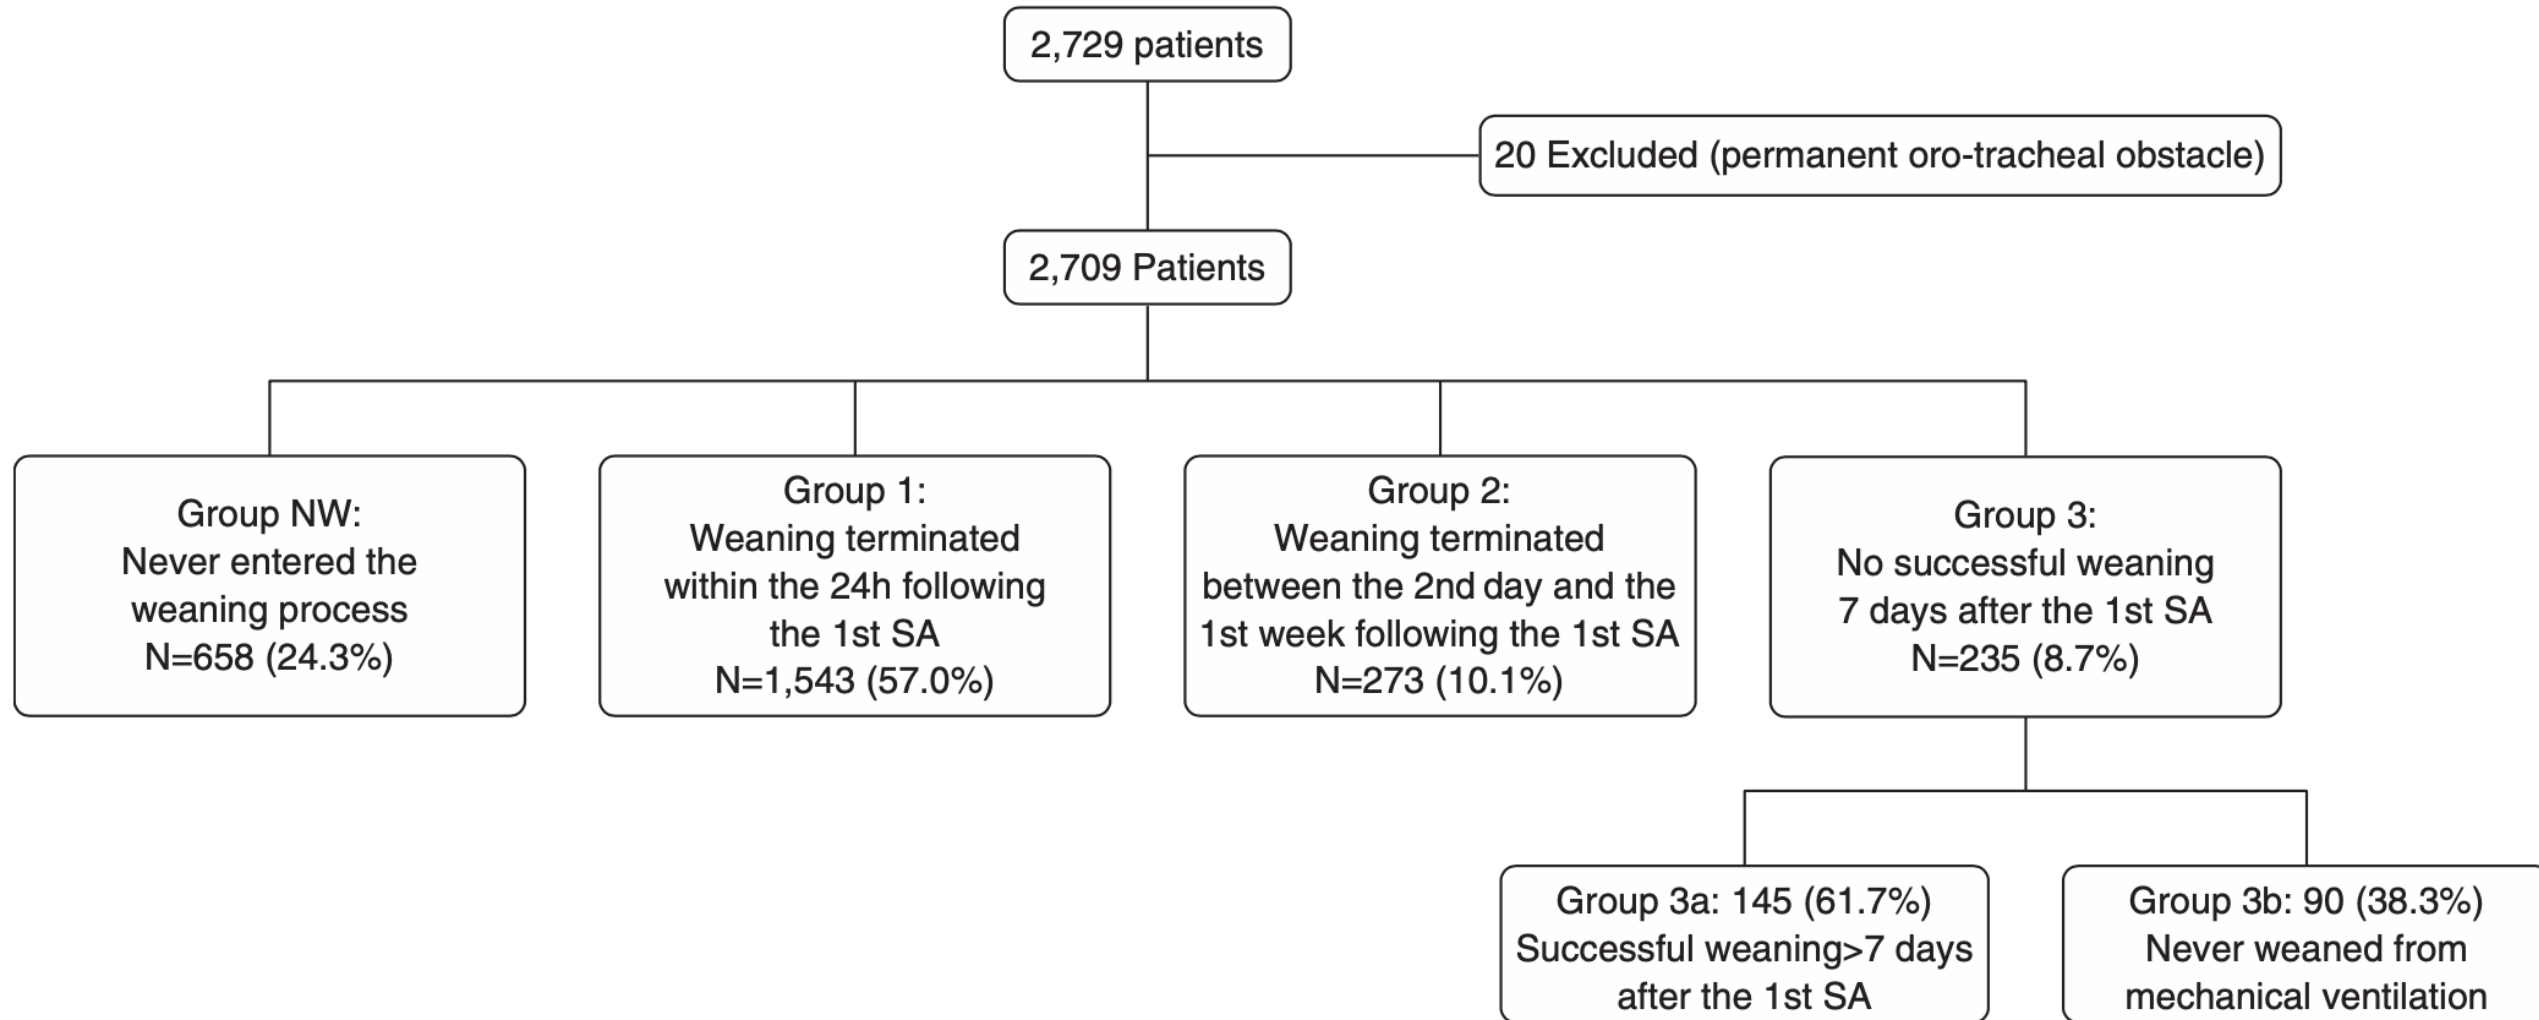 2,729 patients
20 Excluded (permanent oro-tracheal obstacle)
2,709 Patients
Group NW:
Never entered the
weaning process
N=658 (24.3%)
Group 1:
Weaning terminated
within the 24h following
the 1st SA
N=1,543 (57.0%)
Group 2:
Weaning terminated
between the 2nd day and the
1st week following the 1st SA
N=273 (10.1%)
Group 3:
No successful weaning
7 days after the 1st SA
N=235 (8.7%)
Group 3a: 145 (61.7%)
Successful weaning>7 days
after the 1st SA
Group 3b: 90 (38.3%)
Never weaned from
mechanical ventilation